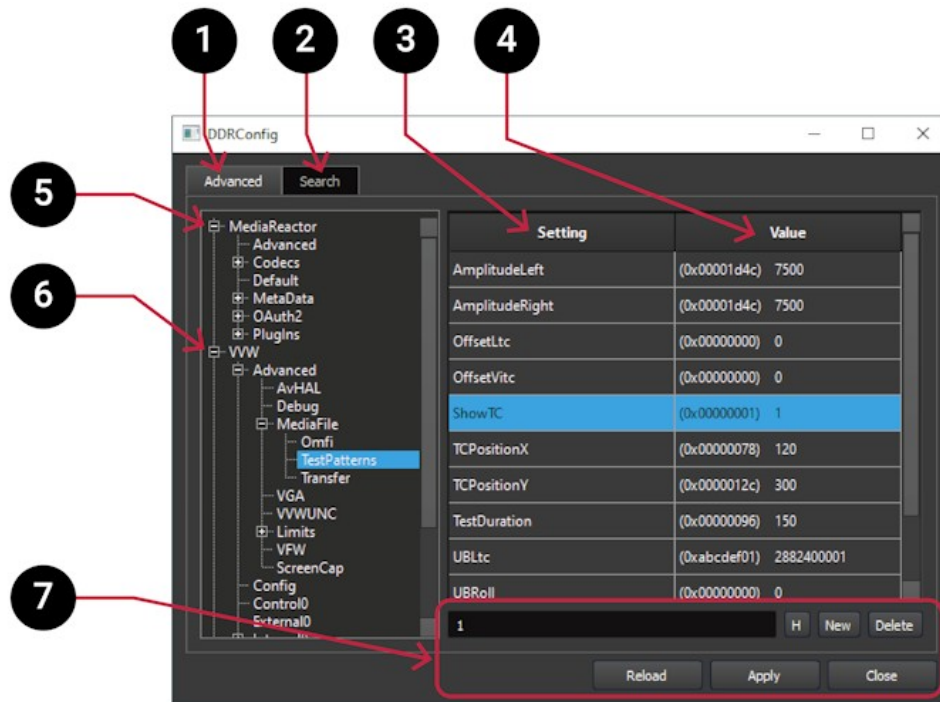 1 2 3 4
DDRConfig
5
6
7
Advanced Search
MediaReactor
Advanced
Codecs
Default
MetaData
OAuth2
PlugIns
VVW
Advanced
AvHAL
Debug
MediaFile
Omfi
TestPatterns
Transfer
VGA
VVWUNC
Limits
VFW
ScreenCap
Config
Control0
External0
Setting Value
AmplitudeLeft (0x00001d4c) 7500
AmplitudeRight (0x00001d4c) 7500
OffsetLtc (0x00000000) 0
OffsetVitc (0x00000000) 0
ShowTC (0x00000001) 1
TCPositionX (0x00000078) 120
TCPositionY (0x0000012c) 300
TestDuration (0x00000096) 150
UBLtc (0xabcdef01) 2882400001
UBRoll (0x00000000) 0
1 H New Delete
Reload Apply Close